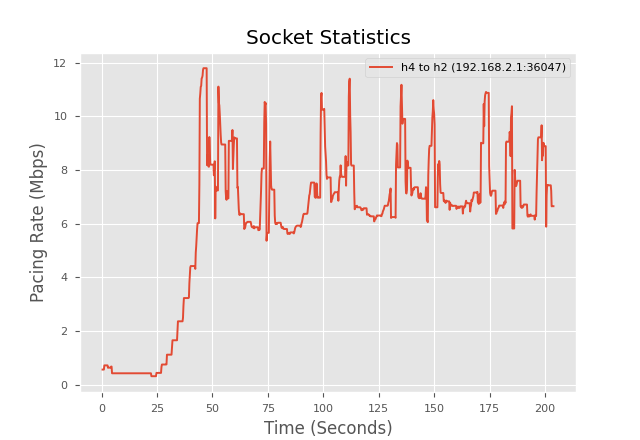 Socket Statistics
h4 to h2 (192.168.2.1:36047)
Pacing Rate (Mbps)
12
10
8
6
4
2
0
0 25 50 75 100 125 150 175 200
Time (Seconds)